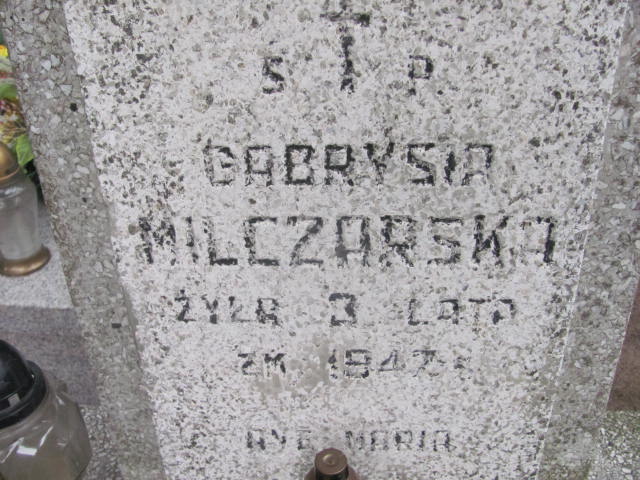 S P
GABRYSIA
MILCZARSKA
ŻYŁA 3 LATA
ZM. 1947
AVE MARIA